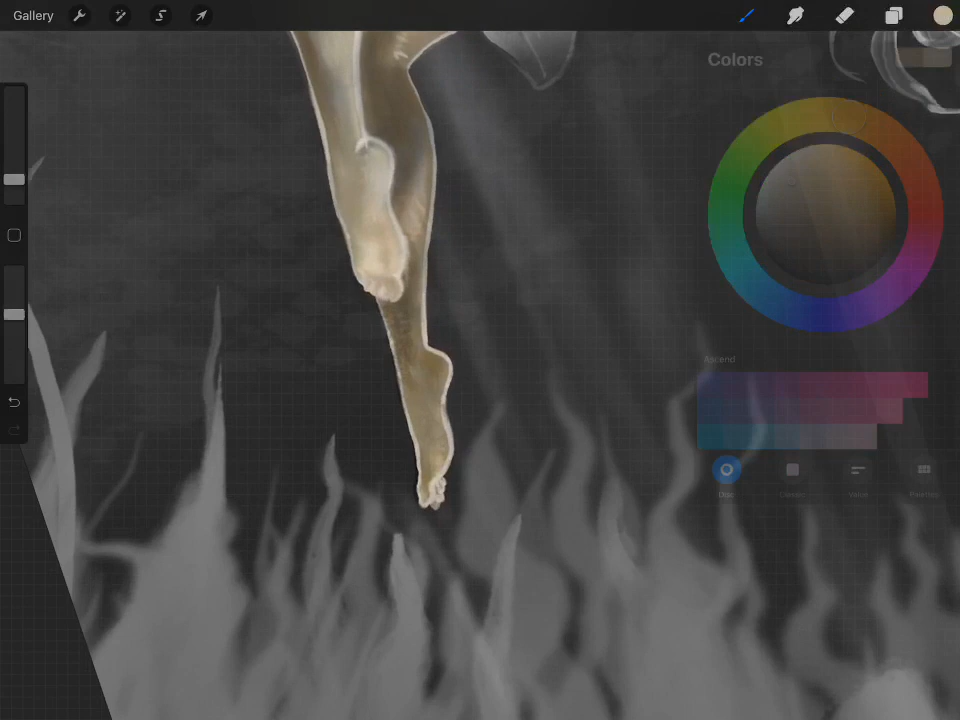 Gallery
Colors
Ascend
Disc
Classic
Value
Palettes